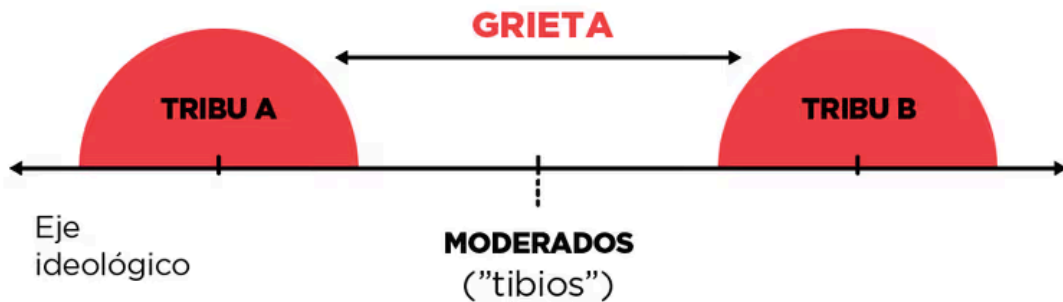 GRIETA
TRIBU A
TRIBU B
Eje
ideológico
MODERADOS
("tibios")